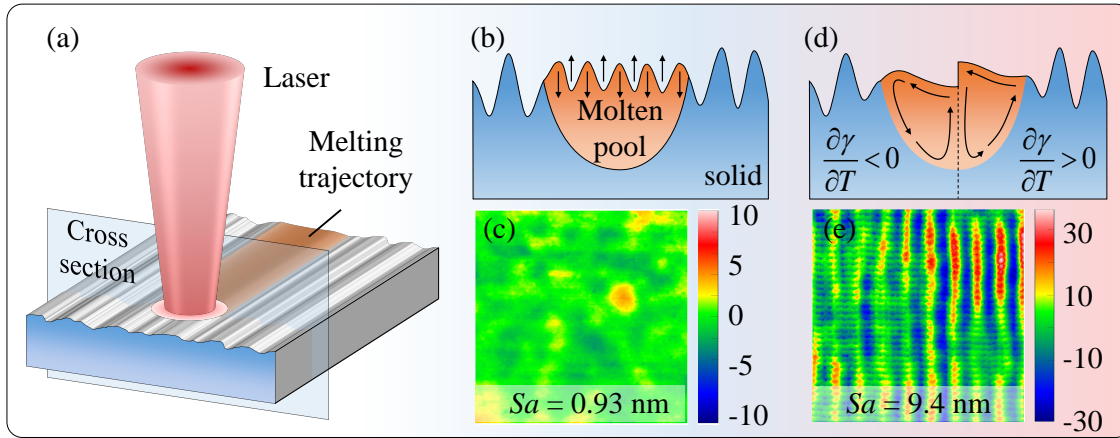 (a)
Laser
Melting
trajectory
Cross
section
(b)
Molten
pool
solid
(c)
Sa = 0.93 nm
10
5
0
-5
-10
(d)
∂γ/∂T < 0
∂γ/∂T > 0
(e)
Sa = 9.4 nm
30
10
-10
-30